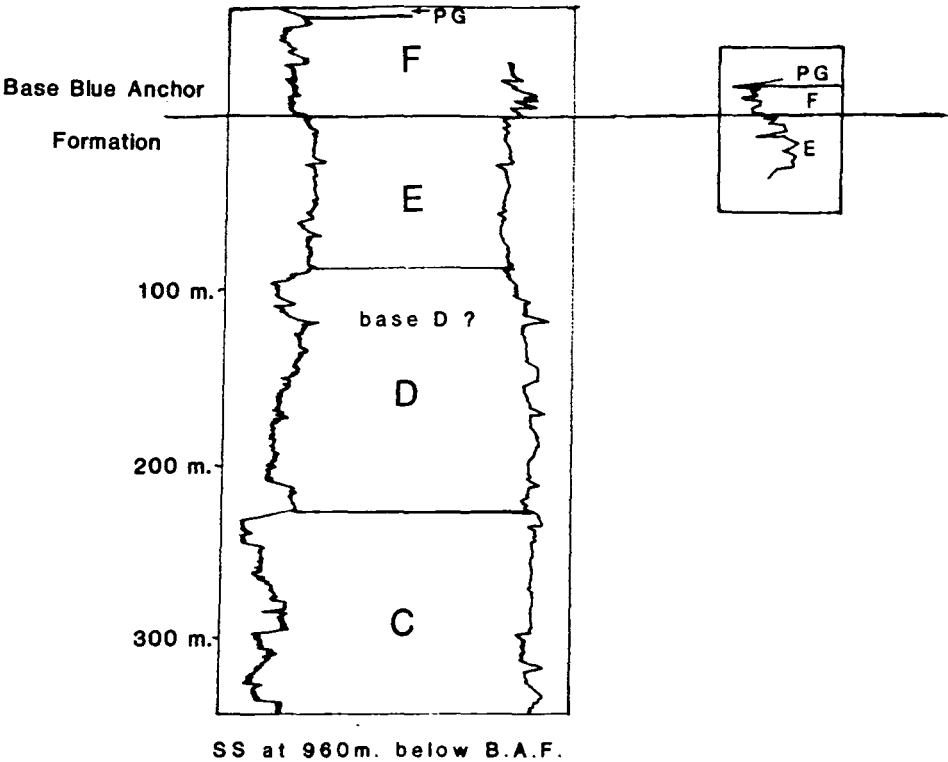 PG
F
Base Blue Anchor
Formation
PG
F
E
E
100 m.
base D ?
D
200 m.
C
300 m.
SS at 960m. below B.A.F.